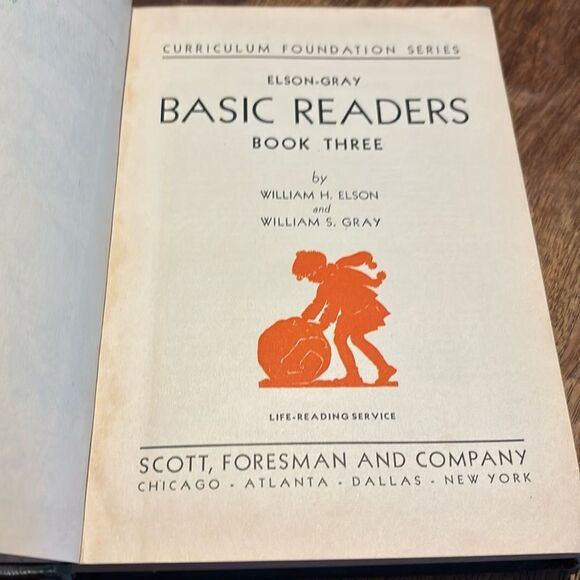 CURRICULUM FOUNDATION SERIES
ELSON-GRAY
BASIC READERS
BOOK THREE
by
WILLIAM H. ELSON
and
WILLIAM S. GRAY
LIFE-READING SERVICE
SCOTT, FORESMAN AND COMPANY
CHICAGO - ATLANTA - DALLAS - NEW YORK